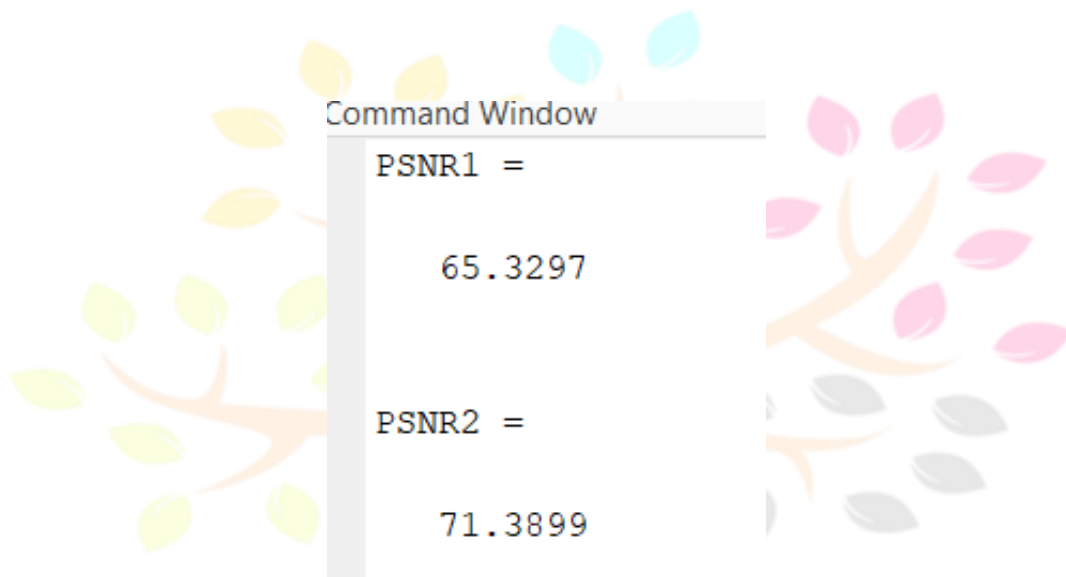 Command Window
PSNR1 =
65.3297
PSNR2 =
71.3899